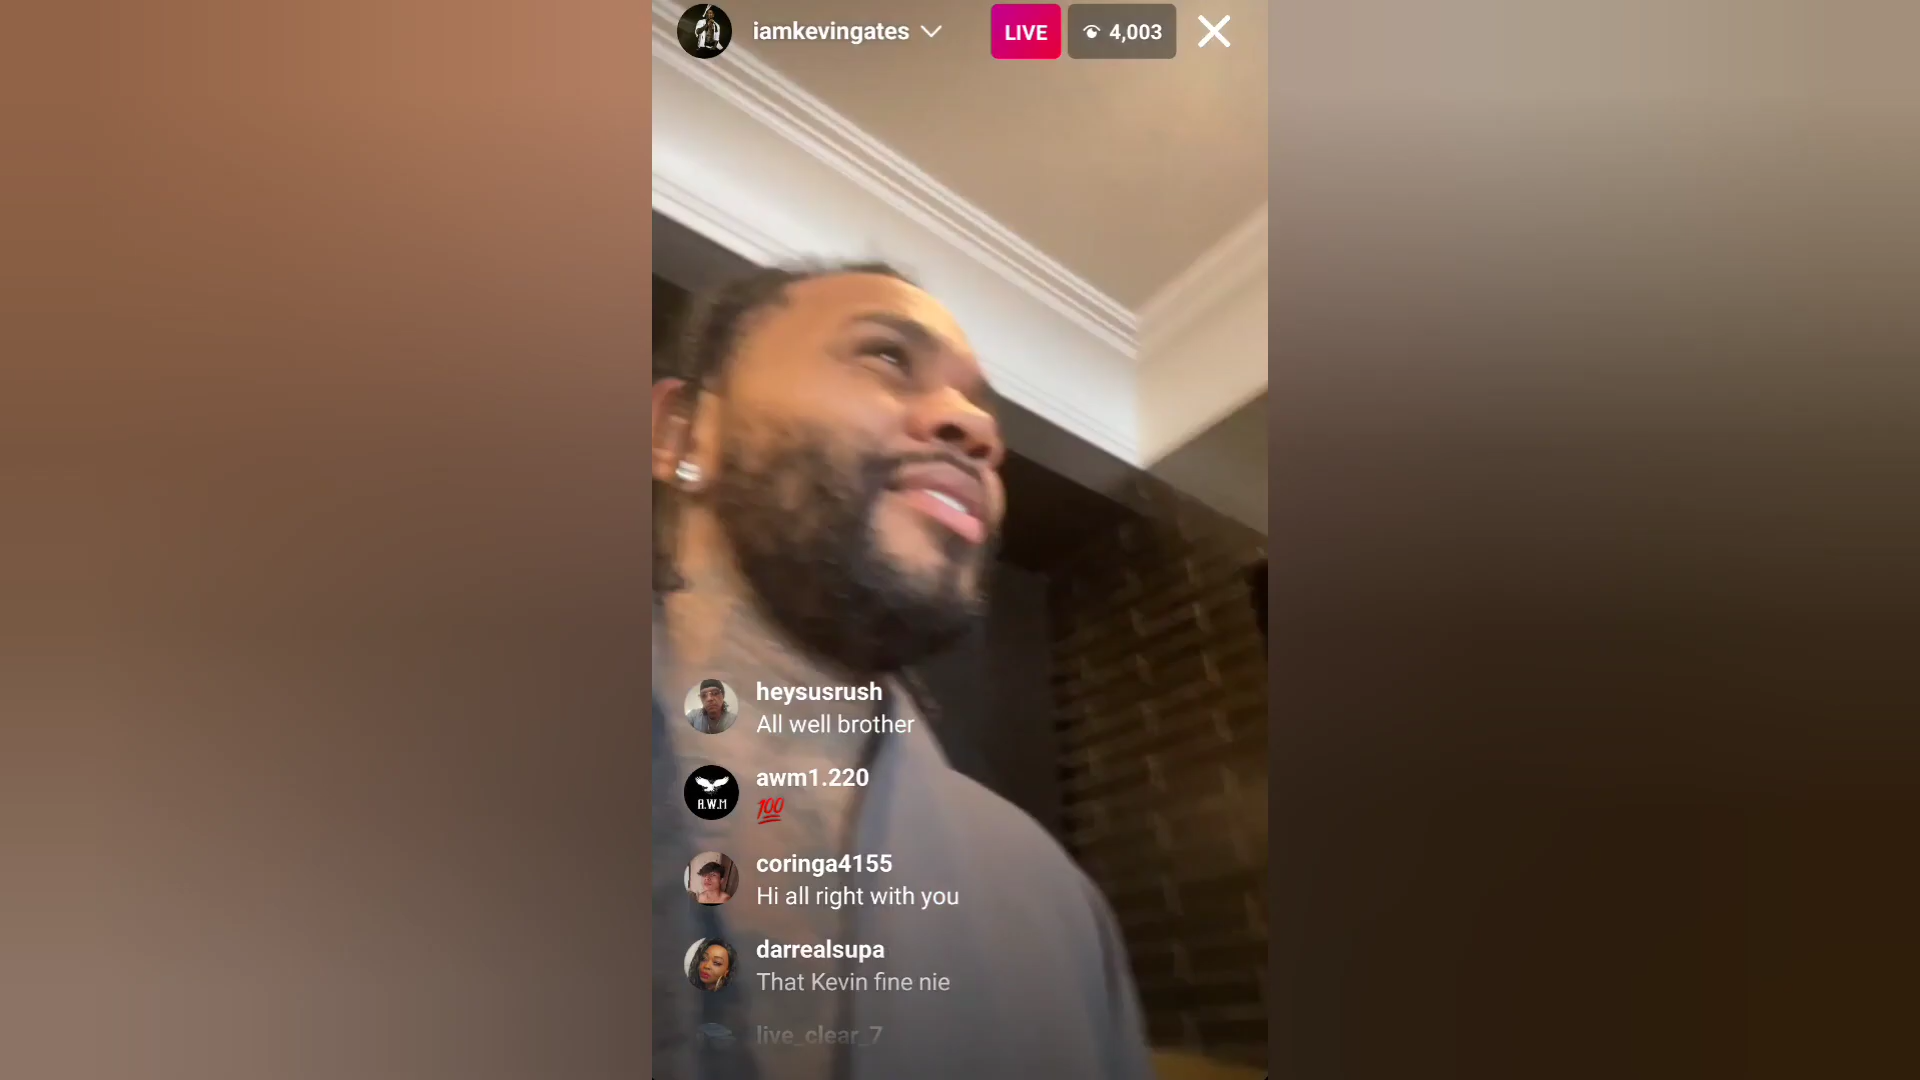 iamkevingates
LIVE
4,003
heysusrush
All well brother
A.W.M
awm1.220
💯
coringa4155
Hi all right with you
darrealsupa
That Kevin fine nie
live_clear_7